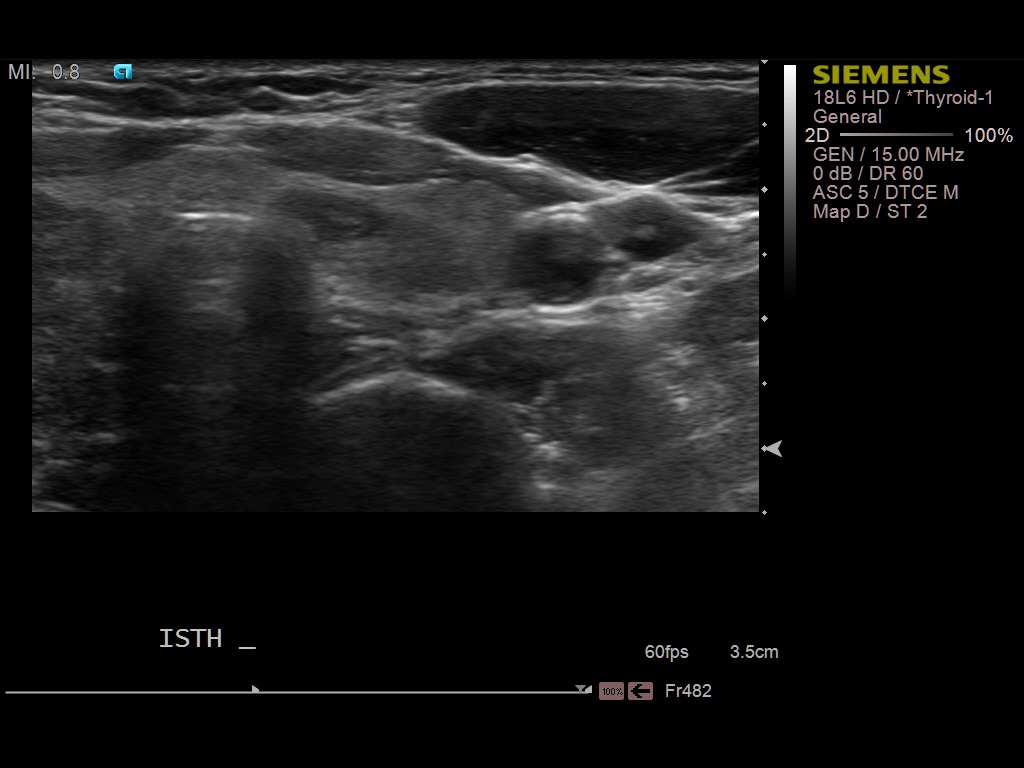 MI: 0.8
SIEMENS
18L6 HD / *Thyroid-1
General
2D 100%
GEN / 15.00 MHz
0 dB / DR 60
ASC 5 / DTCE M
Map D / ST 2
ISTH _
60fps 3.5cm
100% Fr482